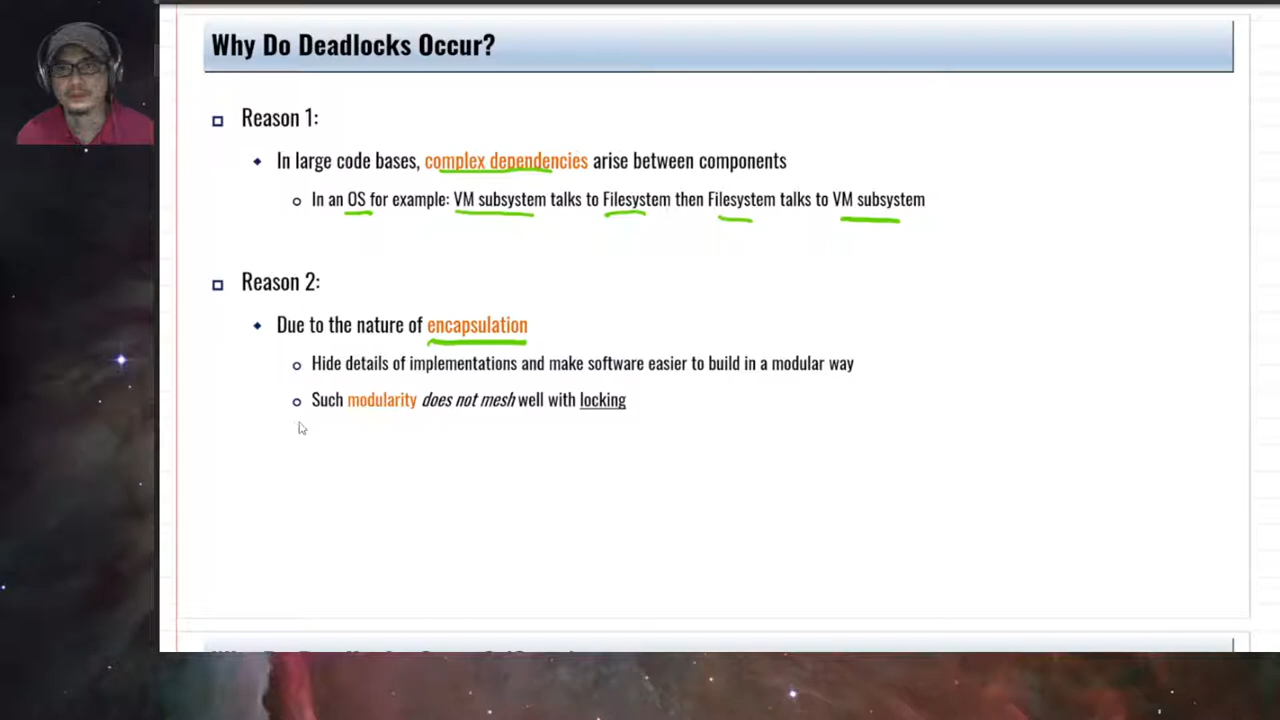 Why Do Deadlocks Occur?
Reason 1:
In large code bases, complex dependencies arise between components
In an OS for example: VM subsystem talks to Filesystem then Filesystem talks to VM subsystem
Reason 2:
Due to the nature of encapsulation
Hide details of implementations and make software easier to build in a modular way
Such modularity does not mesh well with locking